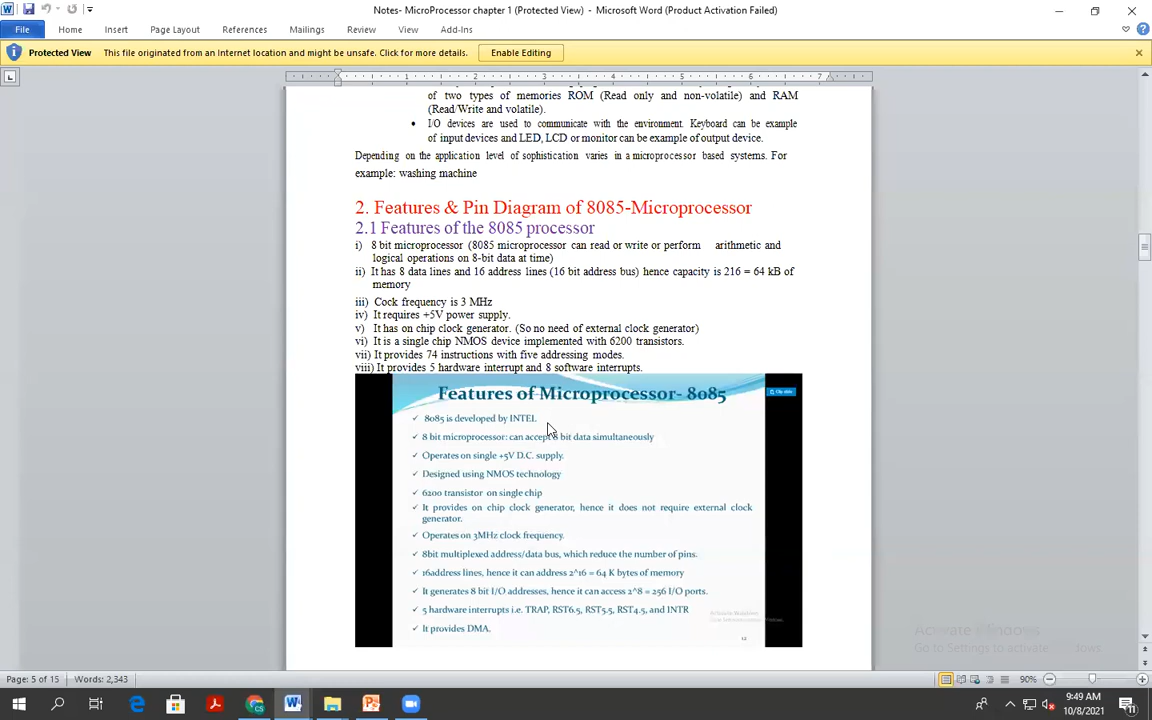 Notes- MicroProcessor chapter 1 (Protected View) - Microsoft Word (Product Activation Failed)
File Home Insert Page Layout References Mailings Review View Add-Ins
Protected View This file originated from an Internet location and might be unsafe. Click for more details. Enable Editing
1 2 3 4 5 6 7
of two types of memories ROM (Read only and non-volatile) and RAM
(Read/Write and volatile).
• I/O devices are used to communicate with the environment. Keyboard can be example
of input devices and LED, LCD or monitor can be example of output device.
Depending on the application level of sophistication varies in a microprocessor based systems. For
example: washing machine
2. Features & Pin Diagram of 8085-Microprocessor
2.1 Features of the 8085 processor
i) 8 bit microprocessor (8085 microprocessor can read or write or perform arithmetic and
logical operations on 8-bit data at time)
ii) It has 8 data lines and 16 address lines (16 bit address bus) hence capacity is 216 = 64 kB of
memory
iii) Cock frequency is 3 MHz
iv) It requires +5V power supply.
v) It has on chip clock generator. (So no need of external clock generator)
vi) It is a single chip NMOS device implemented with 6200 transistors.
vii) It provides 74 instructions with five addressing modes.
viii) It provides 5 hardware interrupt and 8 software interrupts.
Features of Microprocessor- 8085
✓ 8085 is developed by INTEL
✓ 8 bit microprocessor: can accept 8 bit data simultaneously
✓ Operates on single +5V D.C. supply.
✓ Designed using NMOS technology
✓ 6200 transistor on single chip
✓ It provides on chip clock generator, hence it does not require external clock
generator.
✓ Operates on 3MHz clock frequency.
✓ 8bit multiplexed address/data bus, which reduce the number of pins.
✓ 16address lines, hence it can address 2^16 = 64 K bytes of memory
✓ It generates 8 bit I/O addresses, hence it can access 2^8 = 256 I/O ports.
✓ 5 hardware interrupts i.e. TRAP, RST6.5, RST5.5, RST4.5, and INTR
✓ It provides DMA.
12
Activate Windows
Go to Settings to activate Windows.
Page: 5 of 15 Words: 2,343 90%
9:49 AM
10/8/2021